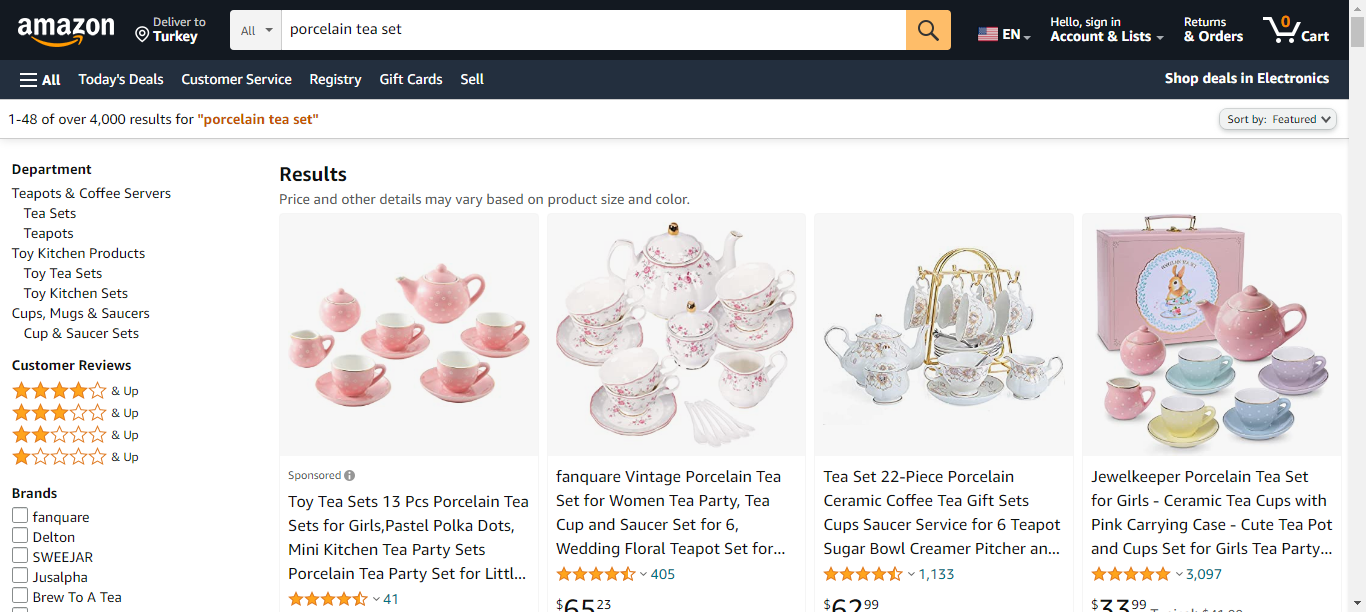 amazon
Deliver to
Turkey
All
porcelain tea set
EN
Hello, sign in
Account & Lists
Returns
& Orders
0
Cart
All
Today's Deals
Customer Service
Registry
Gift Cards
Sell
Shop deals in Electronics
1-48 of over 4,000 results for "porcelain tea set"
Sort by: Featured
Department
Teapots & Coffee Servers
Tea Sets
Teapots
Toy Kitchen Products
Toy Tea Sets
Toy Kitchen Sets
Cups, Mugs & Saucers
Cup & Saucer Sets
Customer Reviews
& Up
& Up
& Up
& Up
Brands
fanquare
Delton
SWEEJAR
Jusalpha
Brew To A Tea
Results
Price and other details may vary based on product size and color.
Sponsored
Toy Tea Sets 13 Pcs Porcelain Tea
Sets for Girls,Pastel Polka Dots,
Mini Kitchen Tea Party Sets
Porcelain Tea Party Set for Littl...
41
fanquare Vintage Porcelain Tea
Set for Women Tea Party, Tea
Cup and Saucer Set for 6,
Wedding Floral Teapot Set for...
405
$65 23
Tea Set 22-Piece Porcelain
Ceramic Coffee Tea Gift Sets
Cups Saucer Service for 6 Teapot
Sugar Bowl Creamer Pitcher an...
1,133
$62 99
PORCELAIN TEA SET
Jewelkeeper Porcelain Tea Set
for Girls - Ceramic Tea Cups with
Pink Carrying Case - Cute Tea Pot
and Cups Set for Girls Tea Party...
3,097
$33 99